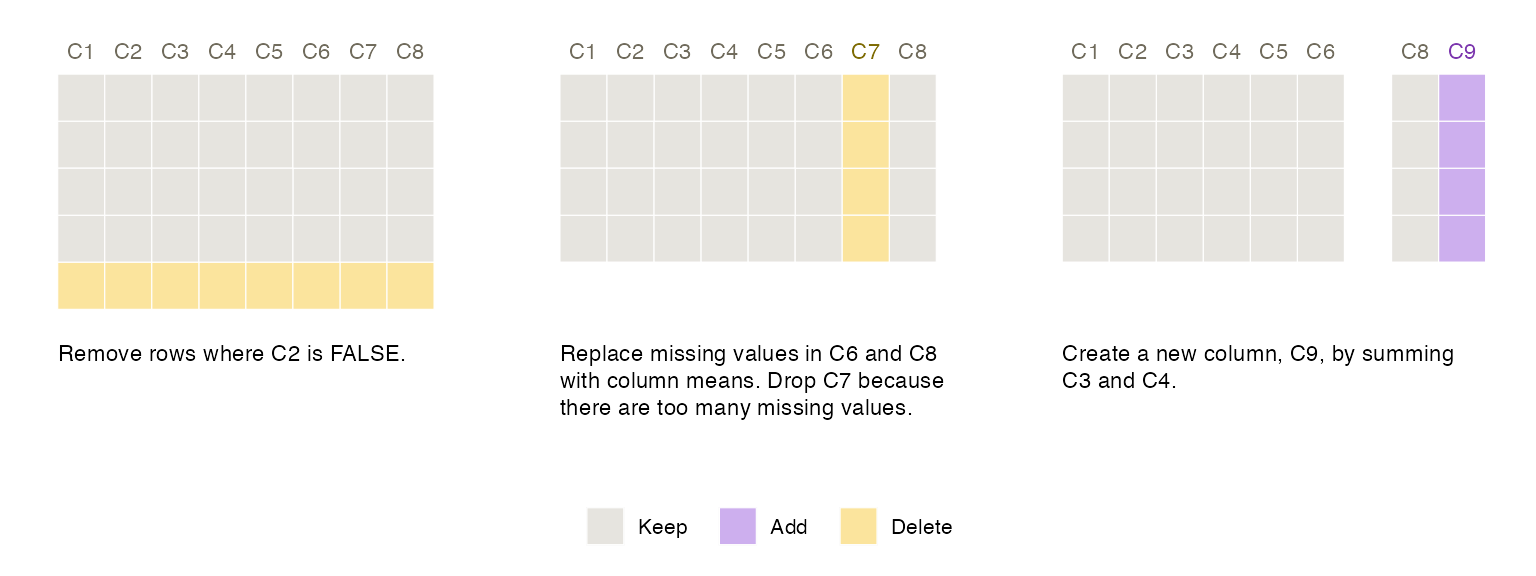 C1 C2 C3 C4 C5 C6 C7 C8
C1 C2 C3 C4 C5 C6 C7 C8
C1 C2 C3 C4 C5 C6 C8 C9
Remove rows where C2 is FALSE.
Replace missing values in C6 and C8
with column means. Drop C7 because
there are too many missing values.
Create a new column, C9, by summing
C3 and C4.
Keep
Add
Delete